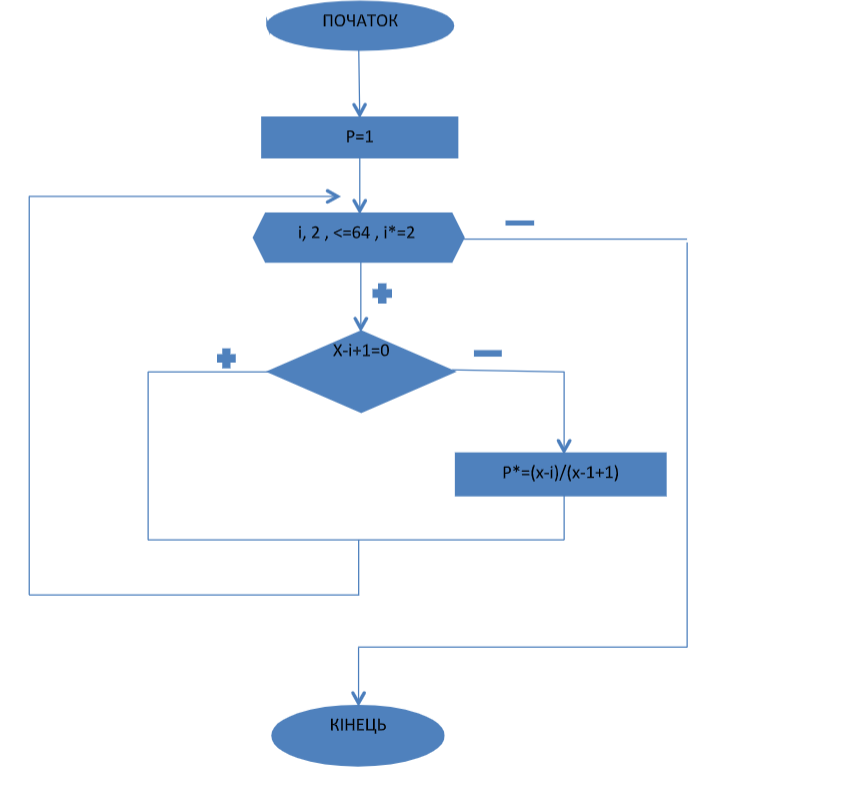 ПОЧАТОК
P=1
i, 2 , <=64 , i*=2
X-i+1=0
P*=(x-i)/(x-1+1)
КІНЕЦЬ